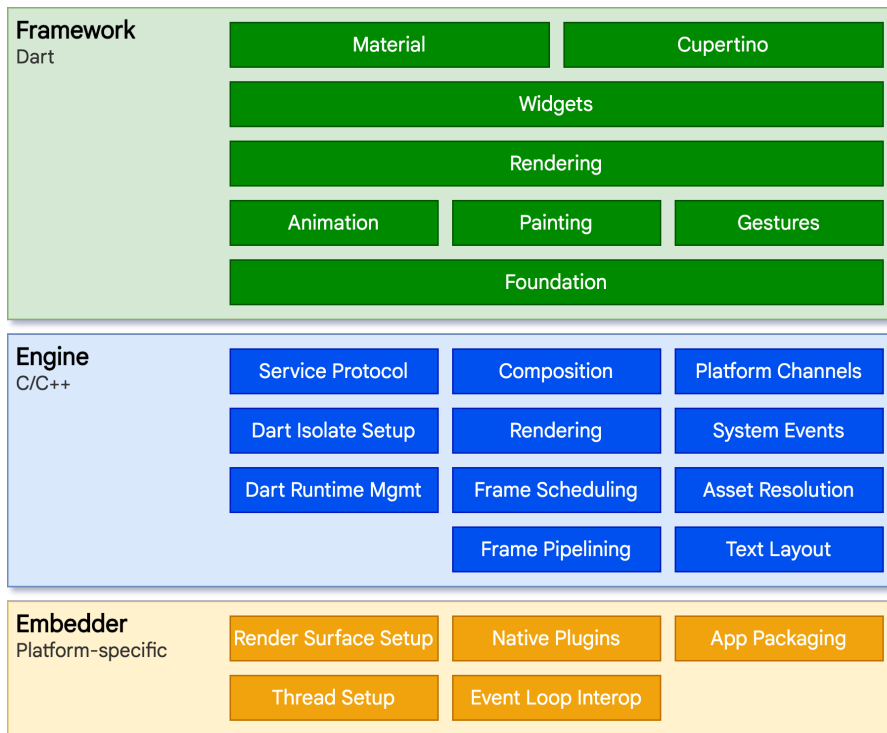 Framework
Dart
Material
Cupertino
Widgets
Rendering
Animation
Painting
Gestures
Foundation
Engine
C/C++
Service Protocol
Composition
Platform Channels
Dart Isolate Setup
Rendering
System Events
Dart Runtime Mgmt
Frame Scheduling
Asset Resolution
Frame Pipelining
Text Layout
Embedder
Platform-specific
Render Surface Setup
Native Plugins
App Packaging
Thread Setup
Event Loop Interop